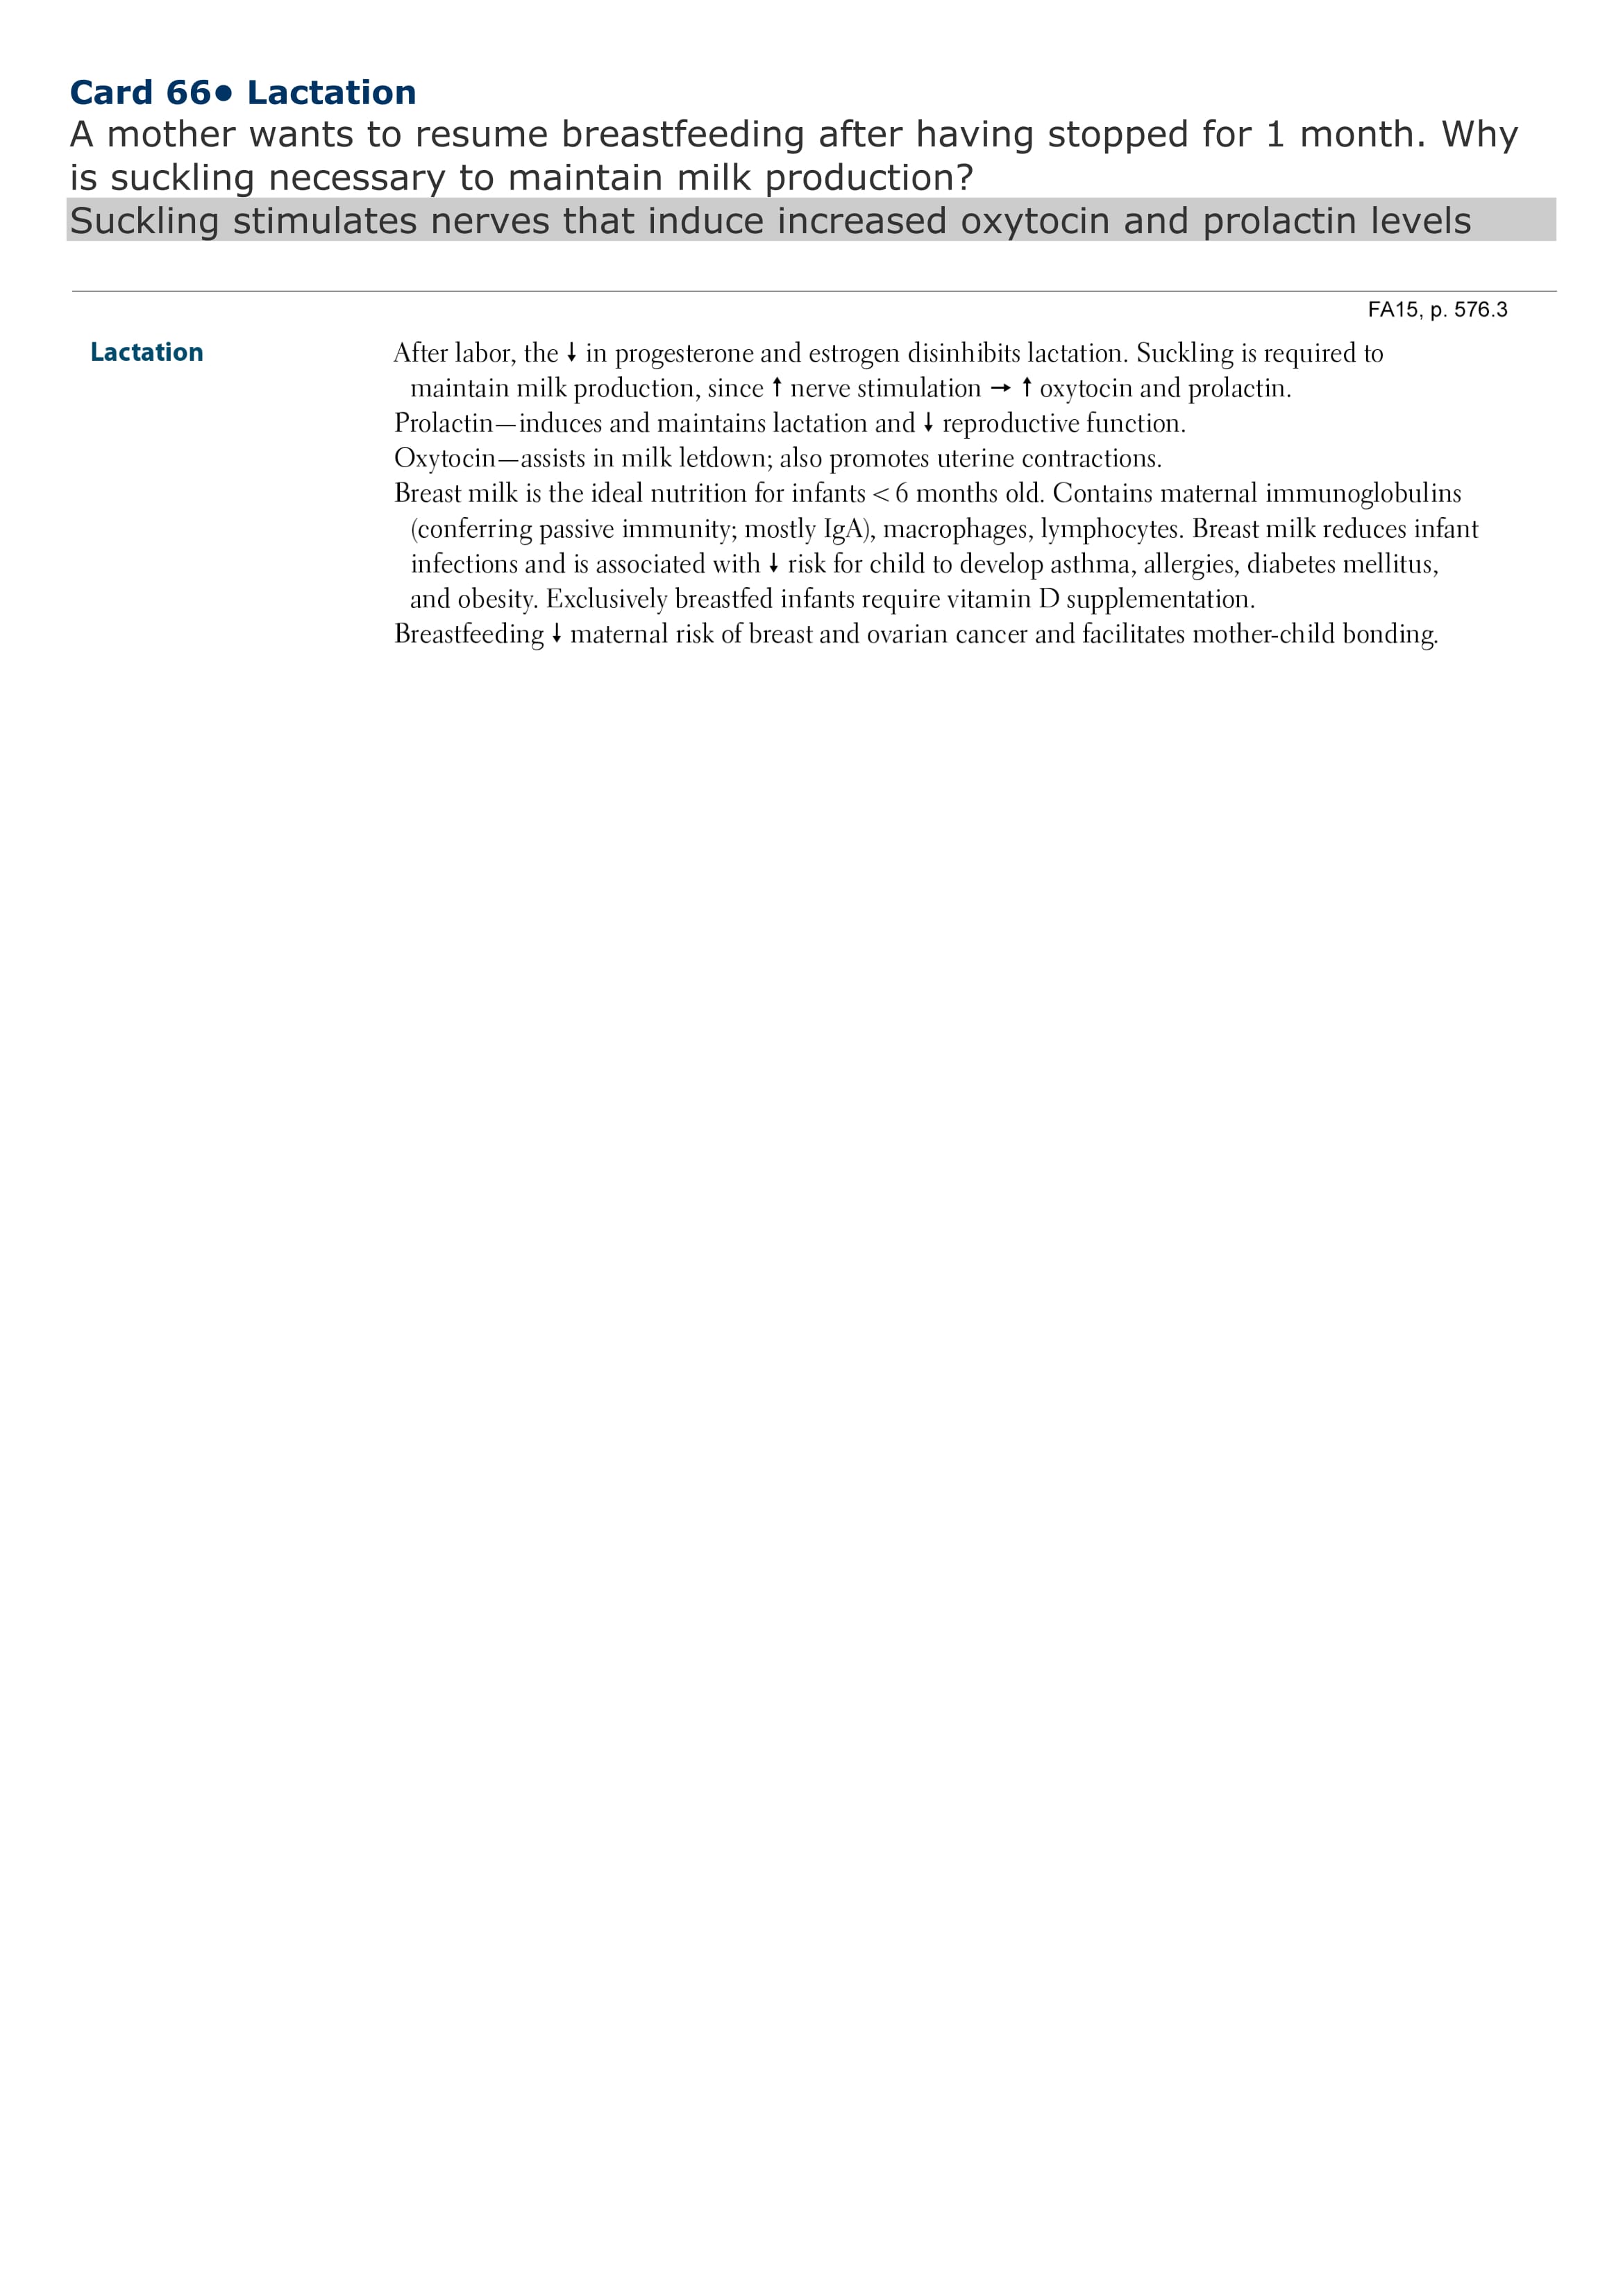 Card 66● Lactation
A mother wants to resume breastfeeding after having stopped for 1 month. Why
is suckling necessary to maintain milk production?
Suckling stimulates nerves that induce increased oxytocin and prolactin levels
FA15, p. 576.3
Lactation
After labor, the ↓ in progesterone and estrogen disinhibits lactation. Suckling is required to
maintain milk production, since ↑ nerve stimulation → ↑ oxytocin and prolactin.
Prolactin—induces and maintains lactation and ↓ reproductive function.
Oxytocin—assists in milk letdown; also promotes uterine contractions.
Breast milk is the ideal nutrition for infants < 6 months old. Contains maternal immunoglobulins
(conferring passive immunity; mostly IgA), macrophages, lymphocytes. Breast milk reduces infant
infections and is associated with ↓ risk for child to develop asthma, allergies, diabetes mellitus,
and obesity. Exclusively breastfed infants require vitamin D supplementation.
Breastfeeding ↓ maternal risk of breast and ovarian cancer and facilitates mother-child bonding.